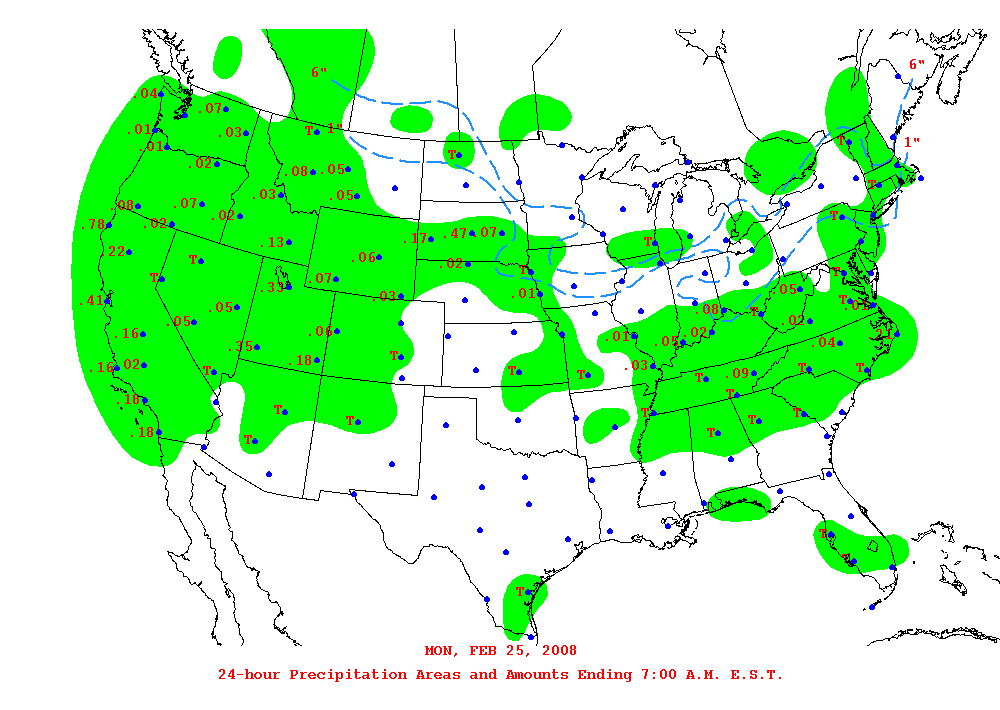 6"
6"
.04
.07
.01
.03
T
1"
.01
T
1"
.02
T
.08
.05
T
.03
.05
.08
.07
.02
.02
T
.78
.17
.47
.07
.13
T
.22
.06
T
.02
T
T
.07
.33
.05
.03
.01
.41
.05
T
.05
.08
T
.02
.16
.06
.01
.02
.05
.04
.35
.18
T
.16
.02
T
.03
T
T
T
.09
T
T
.18
T
T
T
T
T
T
.18
T
T
T
T
T
MON, FEB 25, 2008
24-hour Precipitation Areas and Amounts Ending 7:00 A.M. E.S.T.